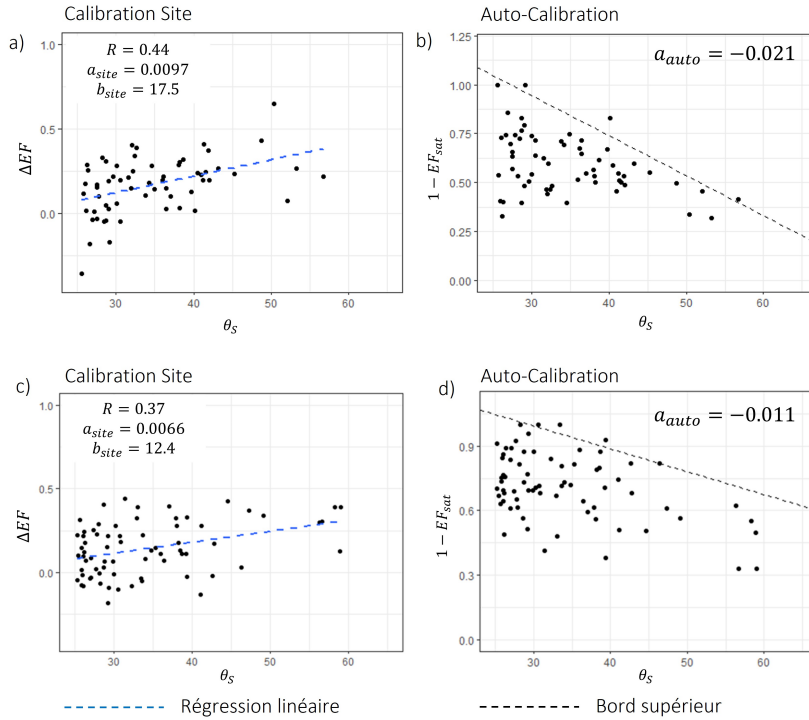 Calibration Site
Auto-Calibration
a)
R = 0.44
a_site = 0.0097
b_site = 17.5
1.0
0.5
0.0
ΔEF
30 40 50 60
θ_S
b)
a_auto = −0.021
1.25
1.00
0.75
0.50
0.25
0.00
1 − EF_sat
30 40 50 60
θ_S
Calibration Site
Auto-Calibration
c)
R = 0.37
a_site = 0.0066
b_site = 12.4
1.0
0.5
0.0
ΔEF
30 40 50 60
θ_S
d)
a_auto = −0.011
0.9
0.6
0.3
0.0
1 − EF_sat
30 40 50 60
θ_S
Régression linéaire
Bord supérieur